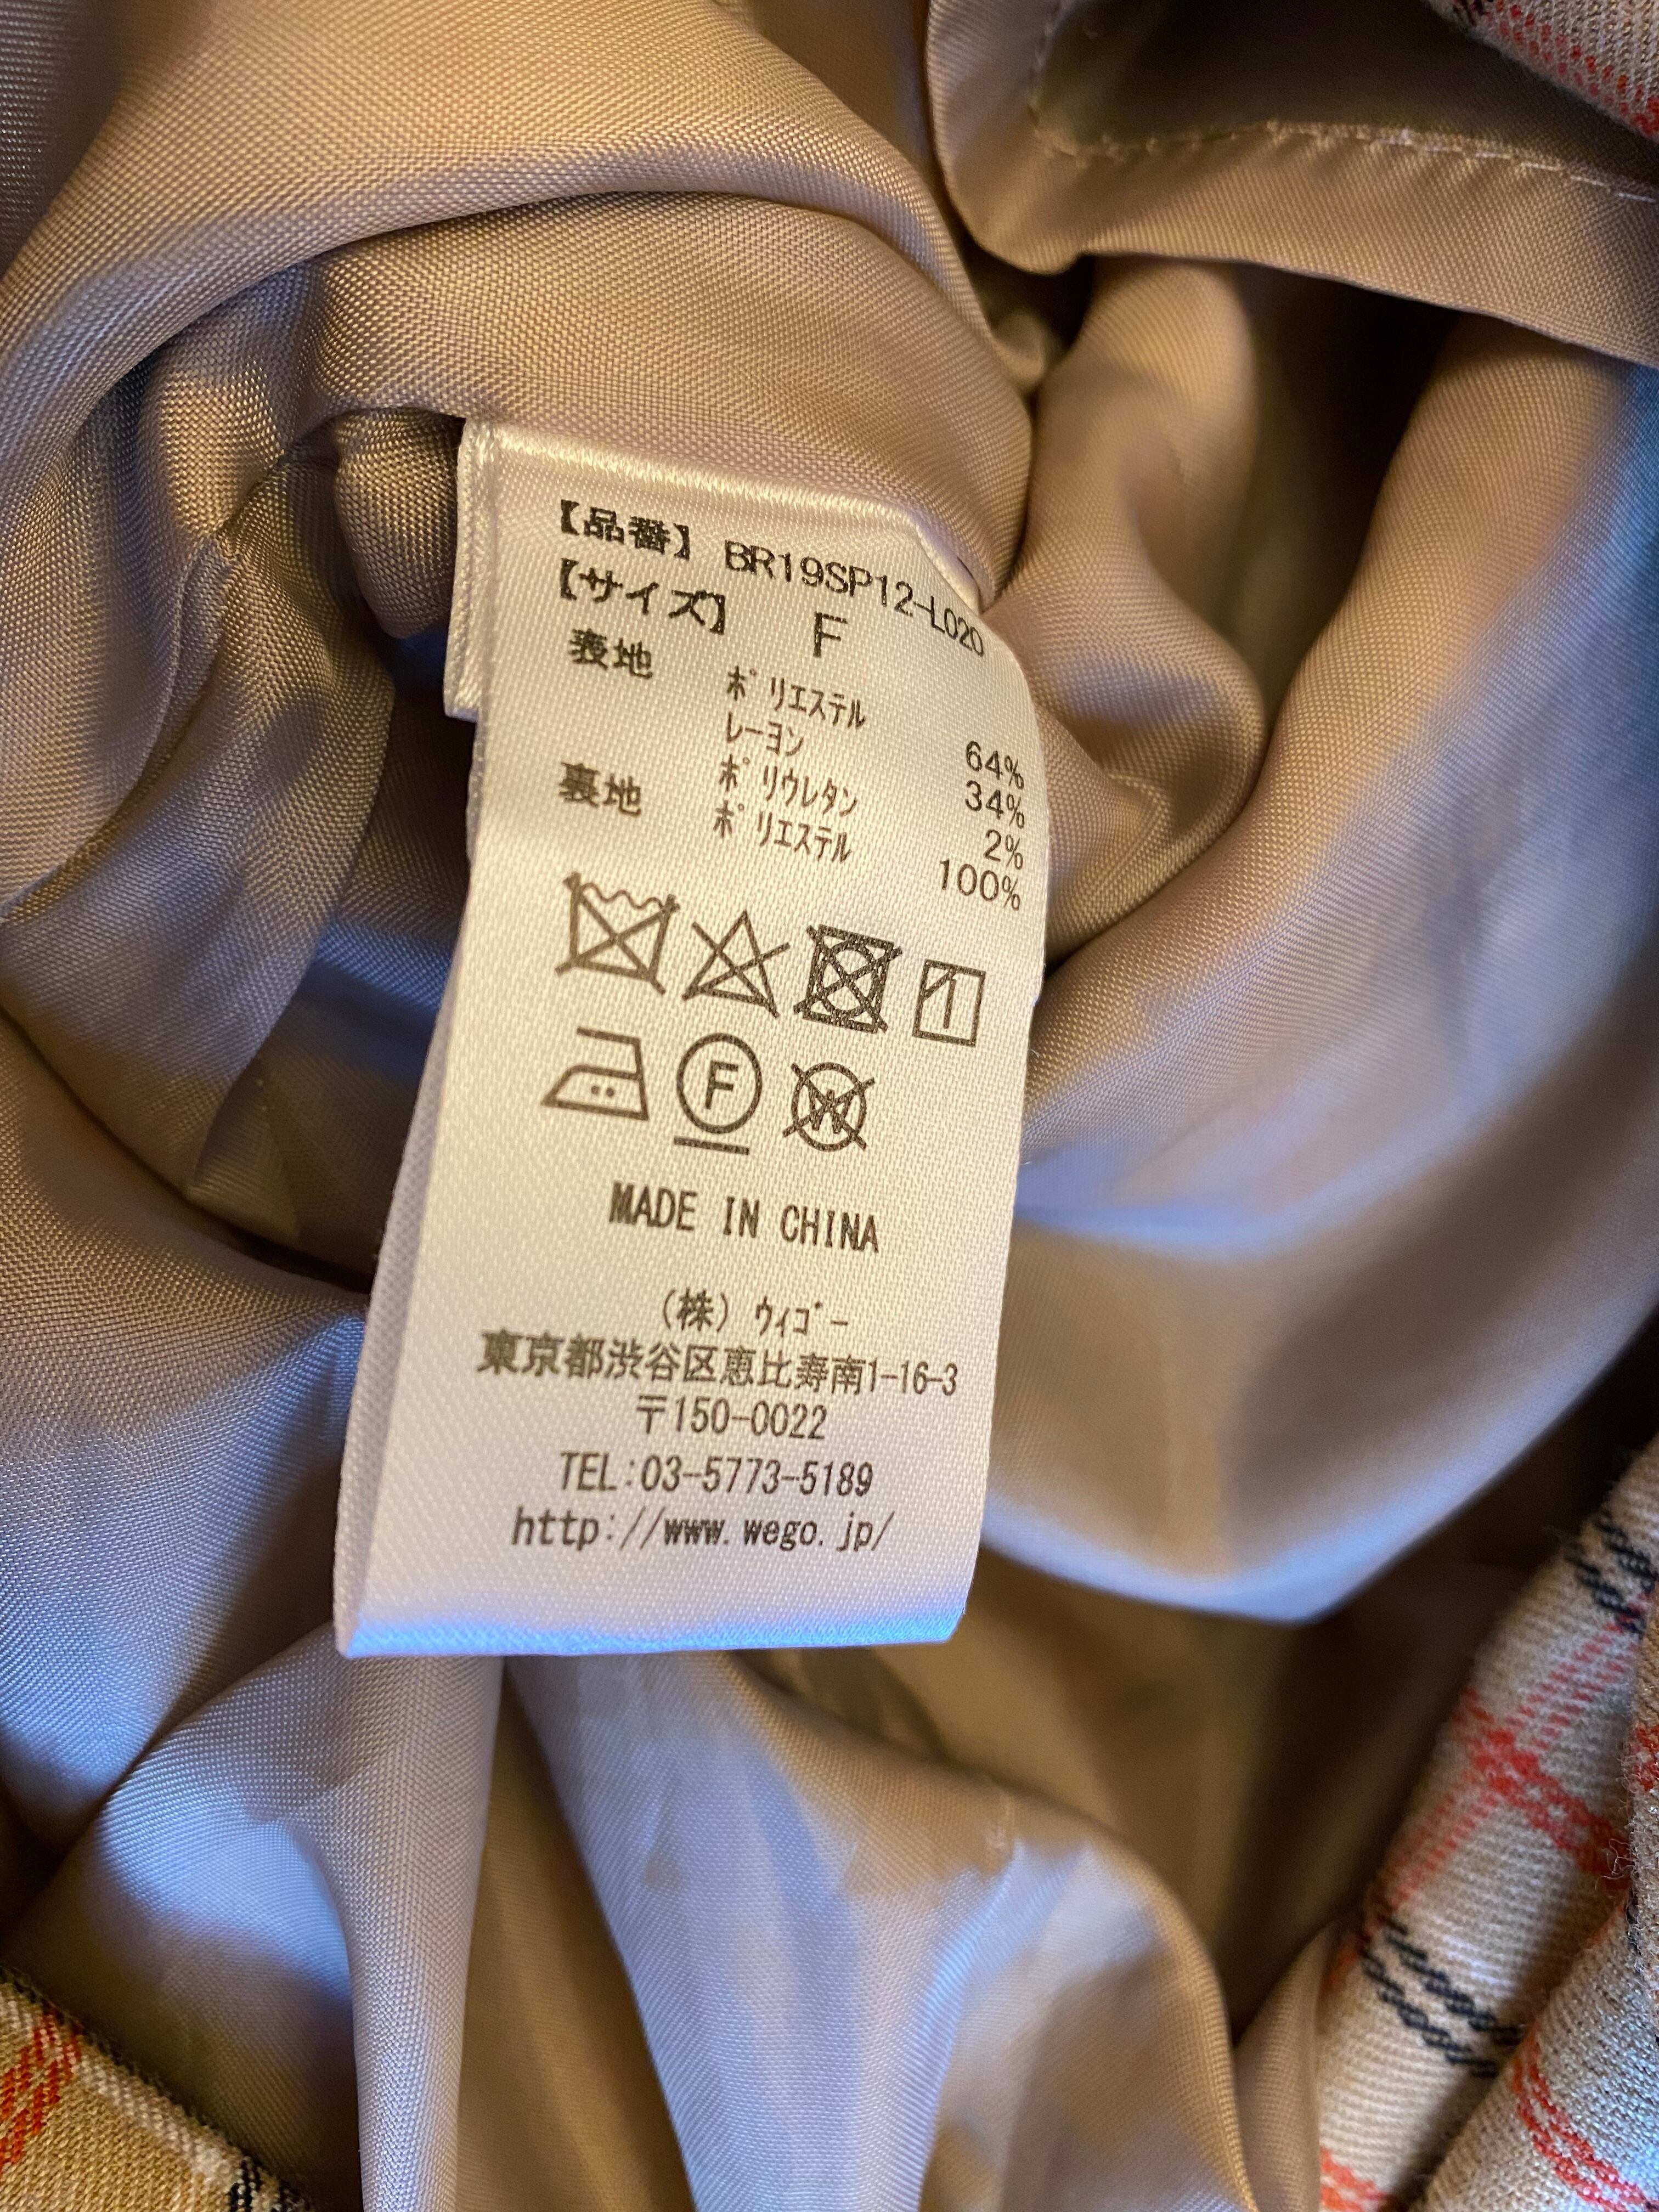 【品番】 BR19SP12-L020
【サイズ】 F
表地 ﾎﾟﾘｴｽﾃﾙ 64%
ﾚｰﾖﾝ 34%
ﾎﾟﾘｳﾚﾀﾝ 2%
裏地 ﾎﾟﾘｴｽﾃﾙ 100%
F W
MADE IN CHINA
(株) ｳｨｺﾞｰ
東京都渋谷区恵比寿南1-16-3
〒150-0022
TEL:03-5773-5189
http://www.wego.jp/